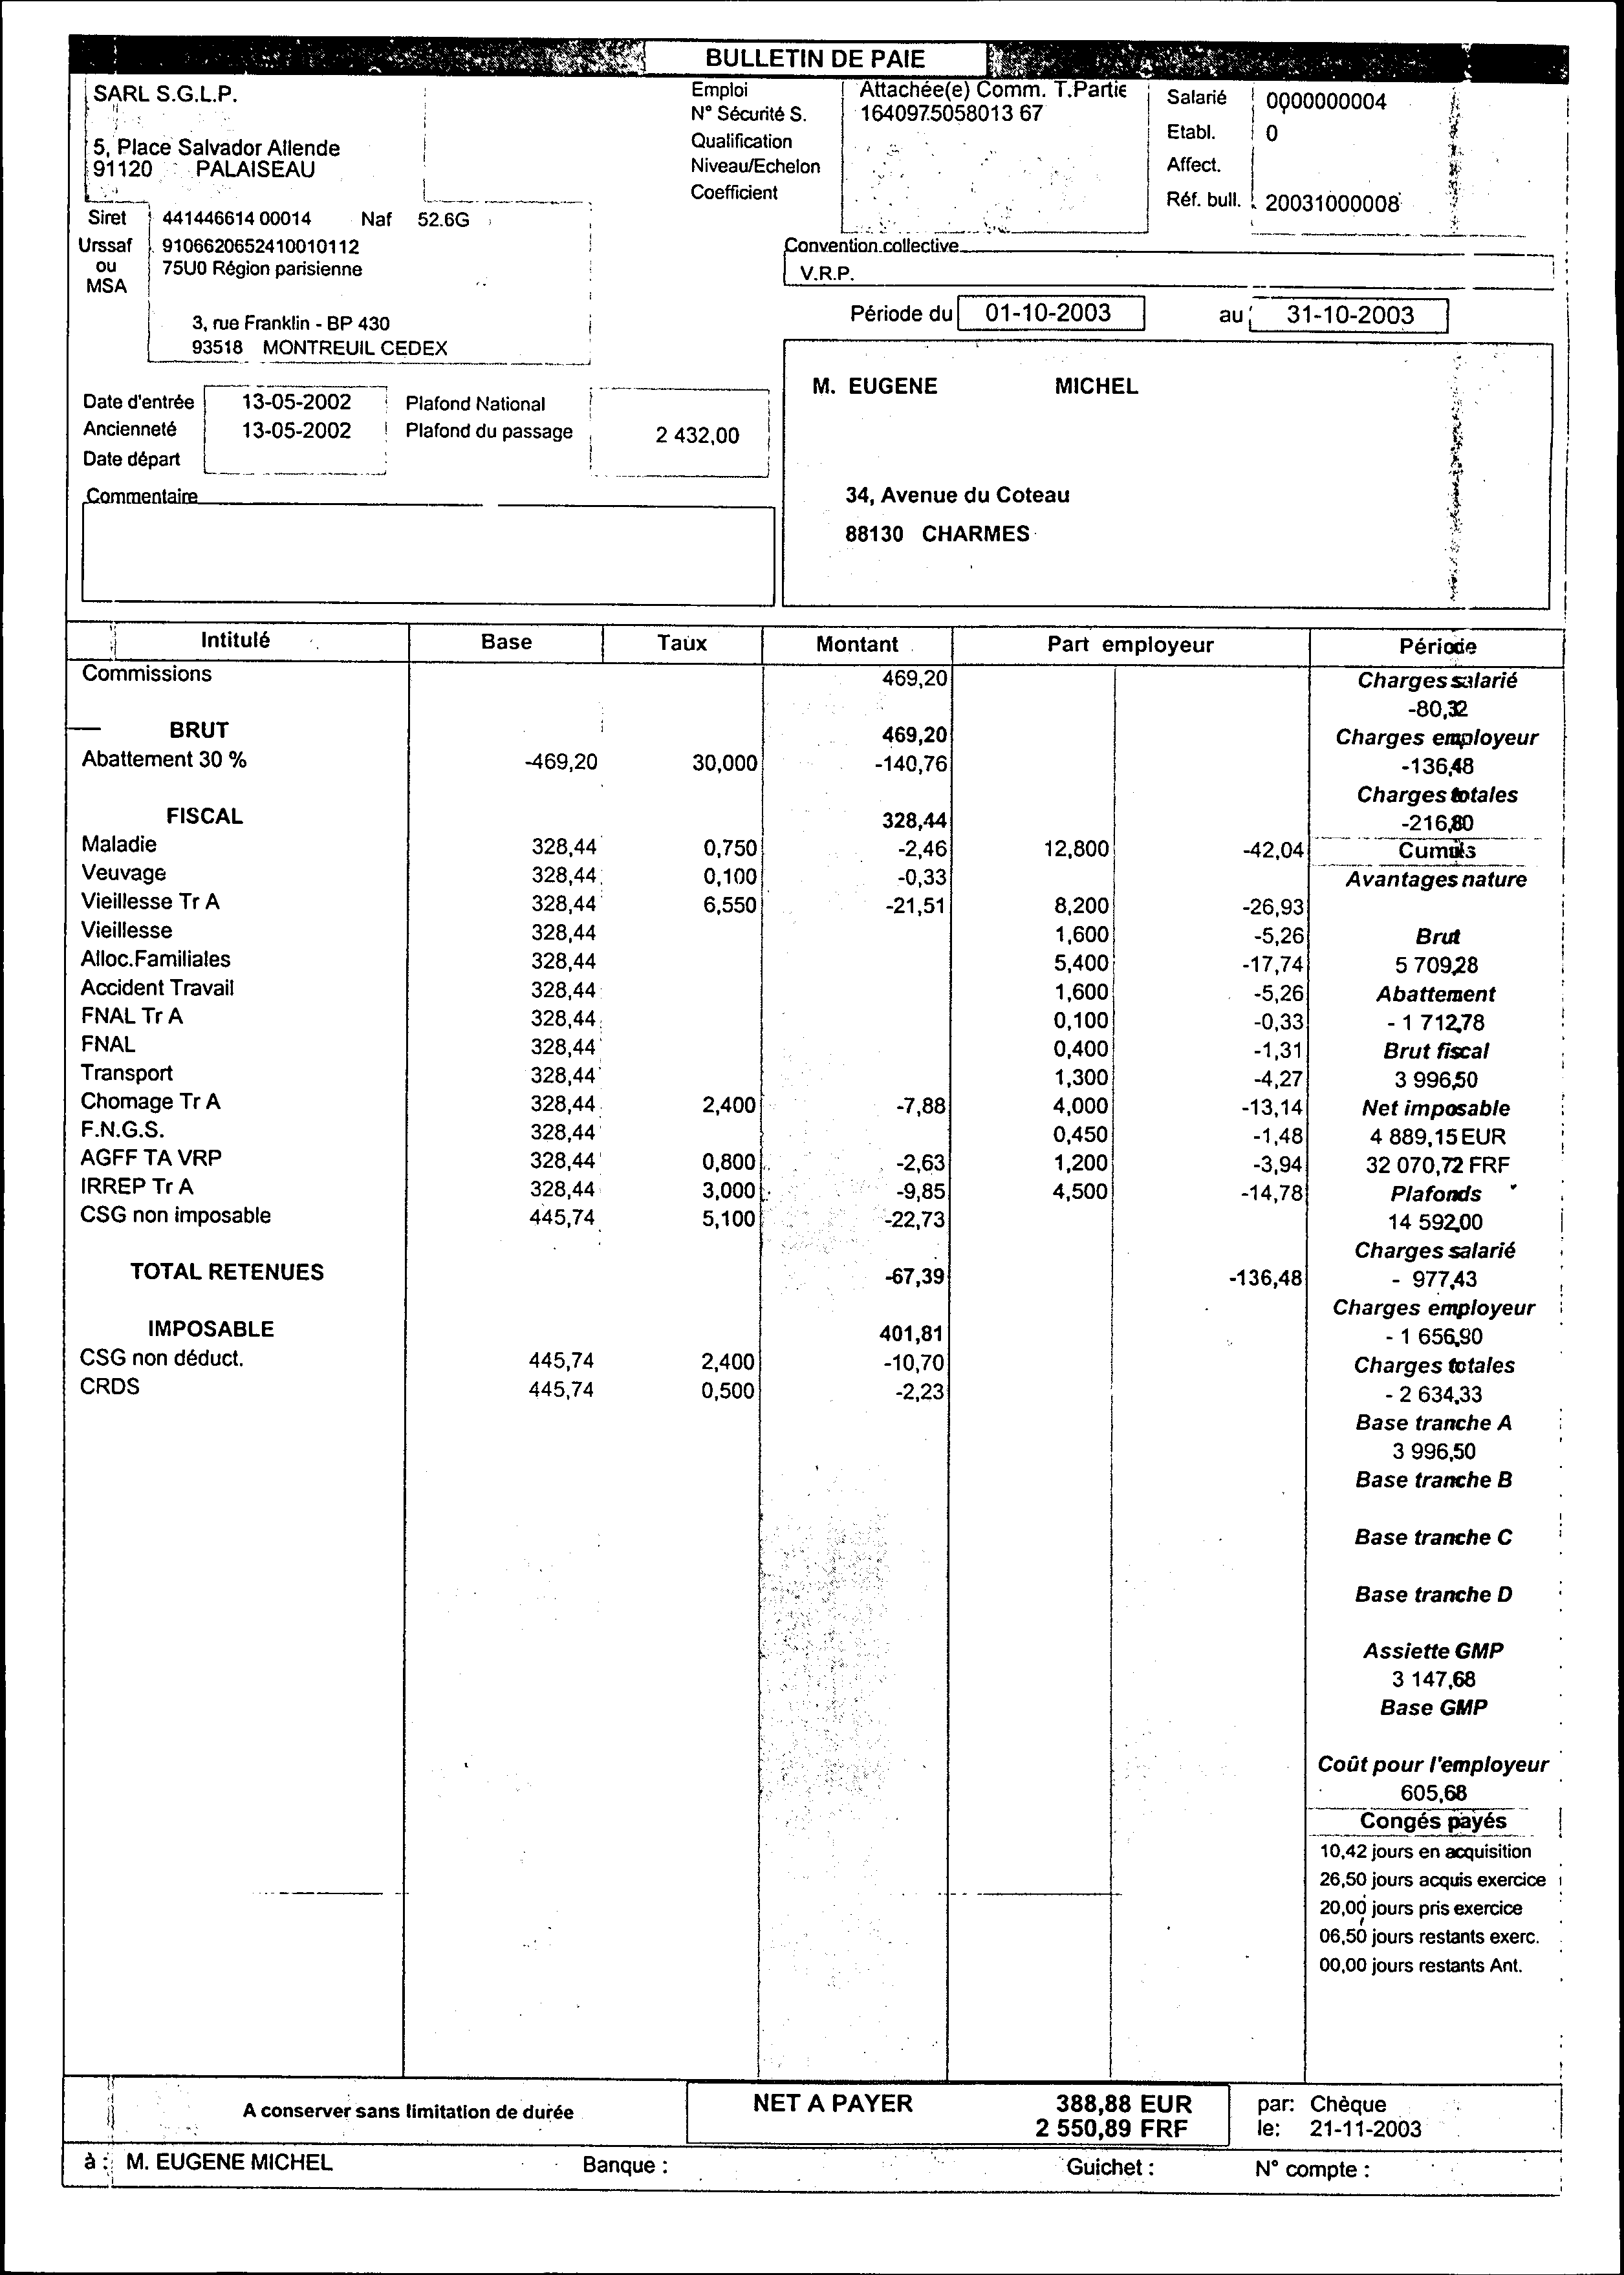 BULLETIN DE PAIE
SARL S.G.L.P.
5, Place Salvador Allende
91120 PALAISEAU
Emploi Attachée(e) Comm. T.Partie
N° Sécurité S. 1640975058013 67
Qualification
Niveau/Echelon
Coefficient
Salarié 0000000004
Etabl. 0
Affect.
Réf. bull. 20031000008
Siret 441446614 00014 Naf 52.6G
Urssaf 9106620652410010112
ou 75U0 Région parisienne
MSA
3, rue Franklin - BP 430
93518 MONTREUIL CEDEX
Convention collective
V.R.P.
Période du 01-10-2003 au 31-10-2003
Date d'entrée 13-05-2002 Plafond National
Ancienneté 13-05-2002 Plafond du passage 2 432,00
Date départ
M. EUGENE MICHEL
34, Avenue du Coteau
88130 CHARMES
Commentaire
Intitulé Base Taux Montant Part employeur Période
Commissions 469,20
BRUT 469,20
Abattement 30 % -469,20 30,000 -140,76
FISCAL 328,44
Maladie 328,44 0,750 -2,46 12,800 -42,04
Veuvage 328,44 0,100 -0,33
Vieillesse Tr A 328,44 6,550 -21,51 8,200 -26,93
Vieillesse 328,44 1,600 -5,26
Alloc.Familiales 328,44 5,400 -17,74
Accident Travail 328,44 1,600 -5,26
FNAL Tr A 328,44 0,100 -0,33
FNAL 328,44 0,400 -1,31
Transport 328,44 1,300 -4,27
Chomage Tr A 328,44 2,400 -7,88 4,000 -13,14
F.N.G.S. 328,44 0,450 -1,48
AGFF TA VRP 328,44 0,800 -2,63 1,200 -3,94
IRREP Tr A 328,44 3,000 -9,85 4,500 -14,78
CSG non imposable 445,74 5,100 -22,73
TOTAL RETENUES -67,39 -136,48
IMPOSABLE 401,81
CSG non déduct. 445,74 2,400 -10,70
CRDS 445,74 0,500 -2,23
Charges salarié
-80,32
Charges employeur
-136,48
Charges totales
-216,80
Cumuls
Avantages nature
Brut
5 709,28
Abattement
- 1 712,78
Brut fiscal
3 996,50
Net imposable
4 889,15 EUR
32 070,72 FRF
Plafonds
14 592,00
Charges salarié
- 977,43
Charges employeur
- 1 656,90
Charges totales
- 2 634,33
Base tranche A
3 996,50
Base tranche B
Base tranche C
Base tranche D
Assiette GMP
3 147,68
Base GMP
Coût pour l'employeur
605,68
Congés payés
10,42 jours en acquisition
26,50 jours acquis exercice
20,00 jours pris exercice
06,50 jours restants exerc.
00,00 jours restants Ant.
A conserver sans limitation de durée
NET A PAYER 388,88 EUR
2 550,89 FRF
par: Chèque
le: 21-11-2003
à : M. EUGENE MICHEL Banque : Guichet : N° compte :